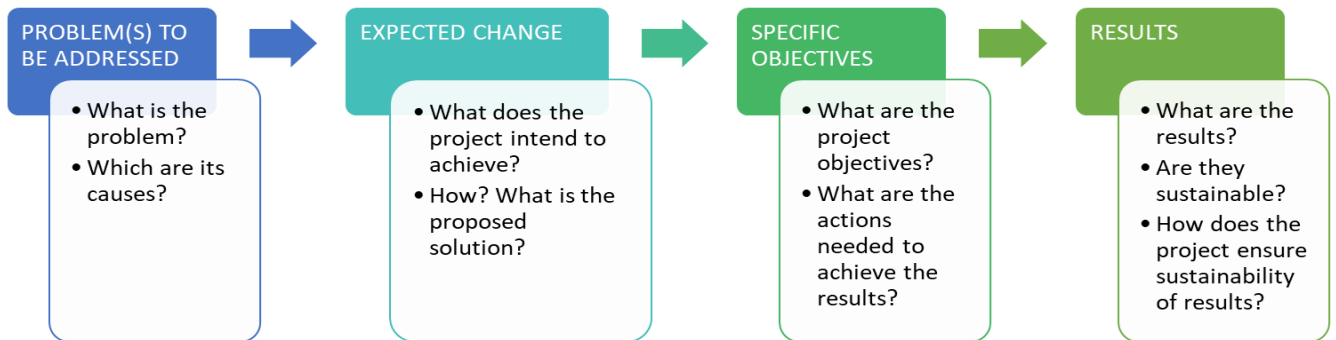 PROBLEM(S) TO
BE ADDRESSED
• What is the
problem?
• Which are its
causes?
EXPECTED CHANGE
• What does the
project intend to
achieve?
• How? What is the
proposed
solution?
SPECIFIC
OBJECTIVES
• What are the
project
objectives?
• What are the
actions
needed to
achieve the
results?
RESULTS
• What are the
results?
• Are they
sustainable?
• How does the
project ensure
sustainability
of results?